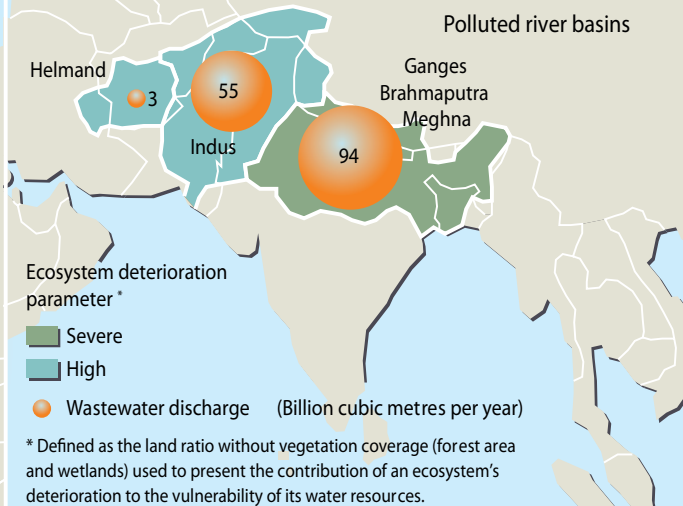 Polluted river basins
Helmand
3
55
Indus
Ganges
Brahmaputra
Meghna
94
Ecosystem deterioration
parameter *
Severe
High
Wastewater discharge (Billion cubic metres per year)
* Defined as the land ratio without vegetation coverage (forest area
and wetlands) used to present the contribution of an ecosystem's
deterioration to the vulnerability of its water resources.